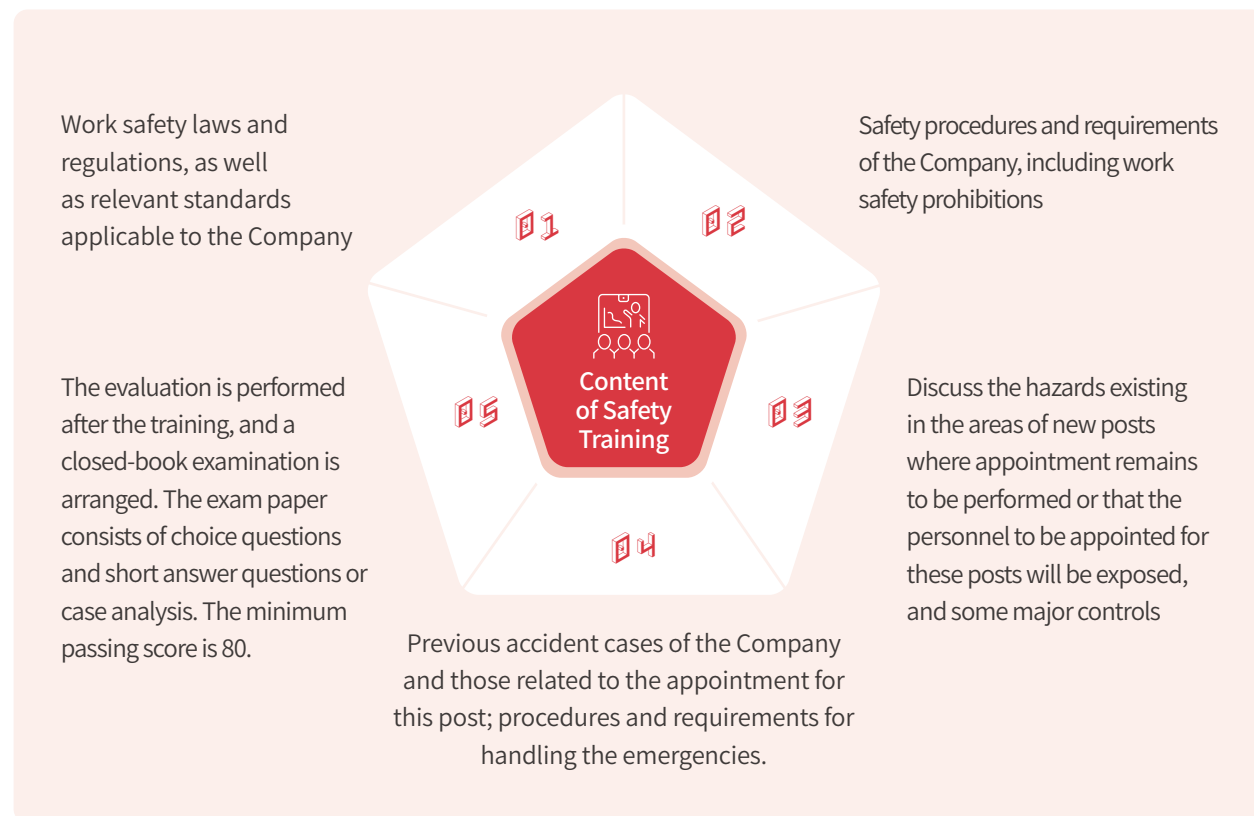 Work safety laws and
regulations, as well
as relevant standards
applicable to the Company
01
02
Safety procedures and requirements
of the Company, including work
safety prohibitions
Content
of Safety
Training
03
Discuss the hazards existing
in the areas of new posts
where appointment remains
to be performed or that the
personnel to be appointed for
these posts will be exposed,
and some major controls
04
Previous accident cases of the Company
and those related to the appointment for
this post; procedures and requirements for
handling the emergencies.
05
The evaluation is performed
after the training, and a
closed-book examination is
arranged. The exam paper
consists of choice questions
and short answer questions or
case analysis. The minimum
passing score is 80.